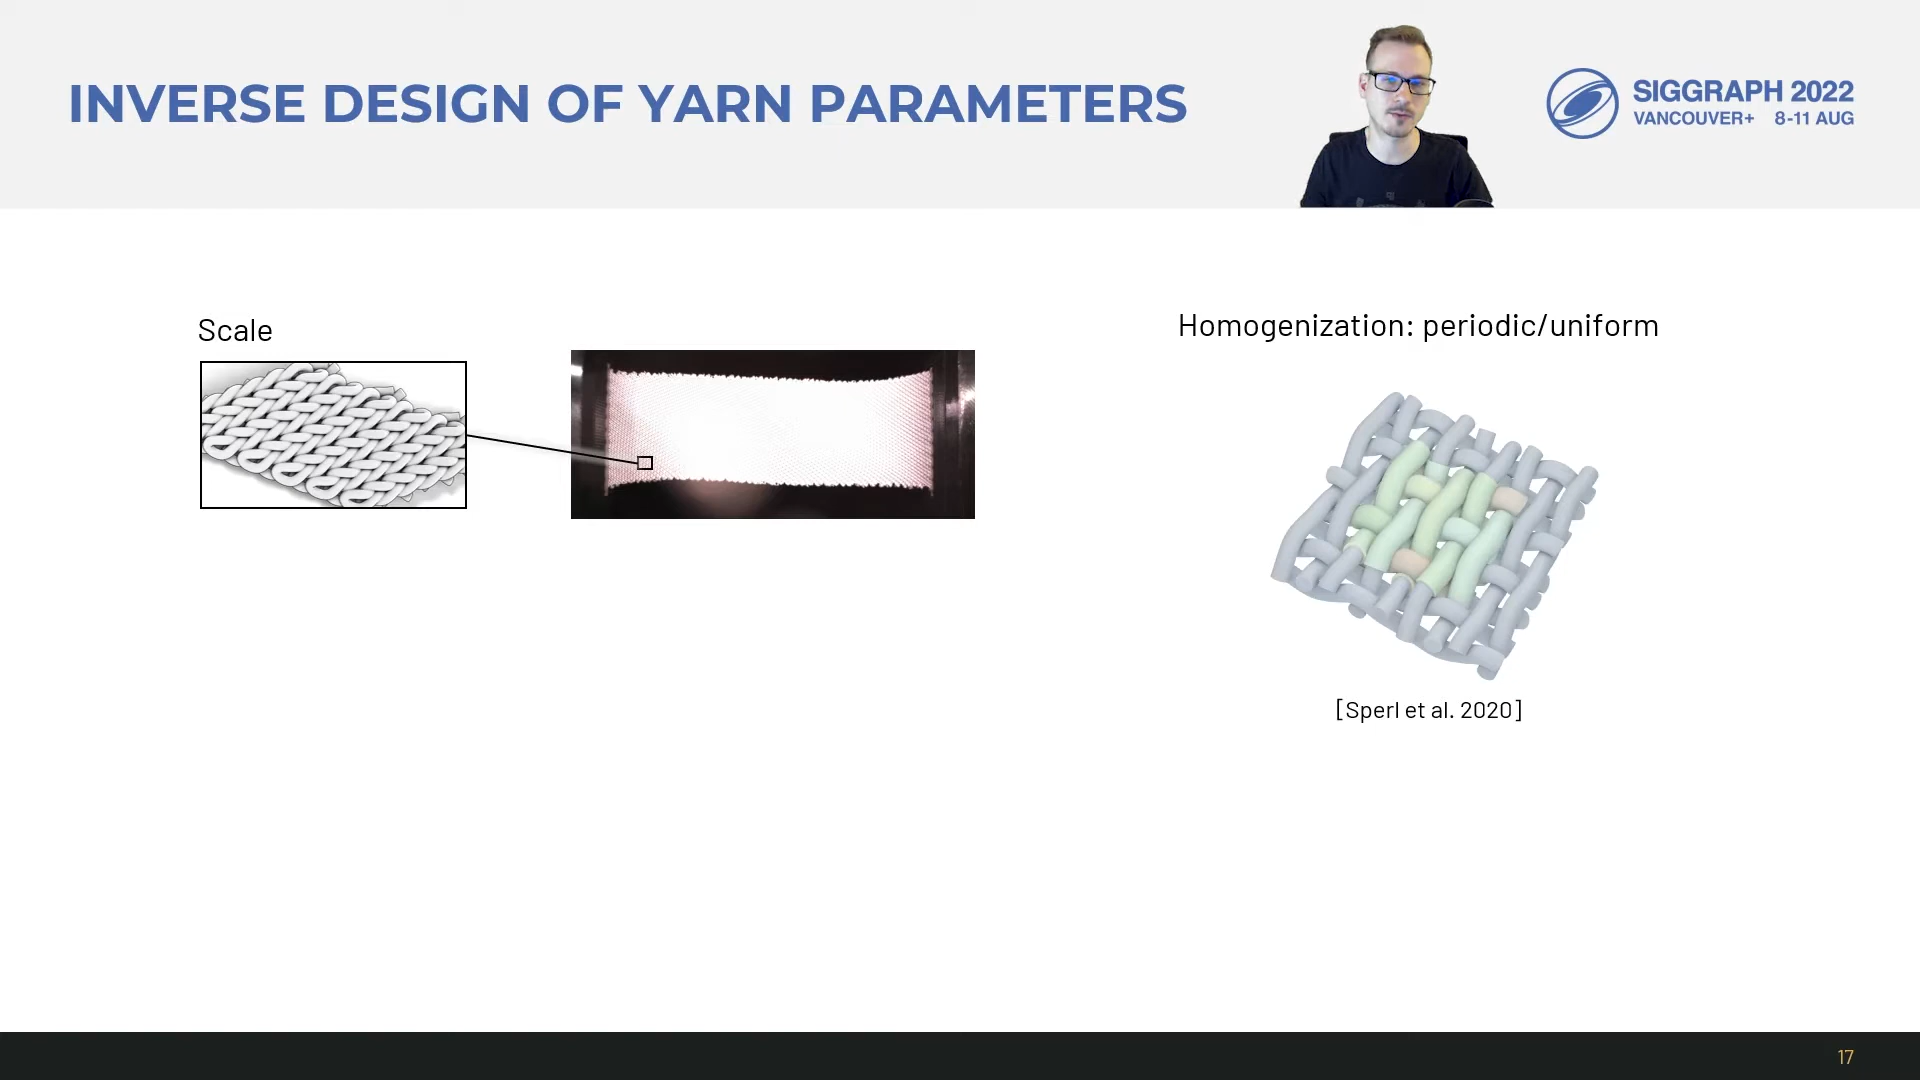 INVERSE DESIGN OF YARN PARAMETERS
SIGGRAPH 2022
VANCOUVER+ 8-11 AUG
Scale
Homogenization: periodic/uniform
[Sperl et al. 2020]
17